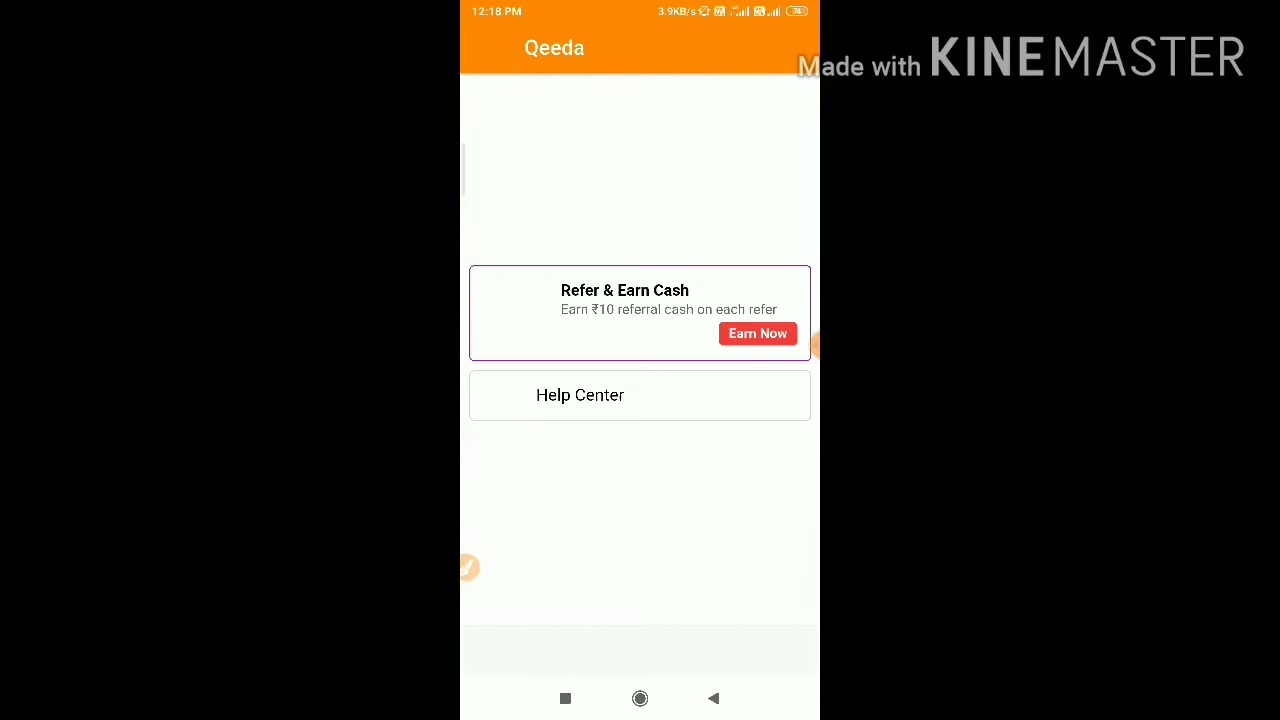 12:18 PM
3.9KB/s
74
Qeeda
Made with KINEMASTER
Refer & Earn Cash
Earn ₹10 referral cash on each refer
Earn Now
Help Center